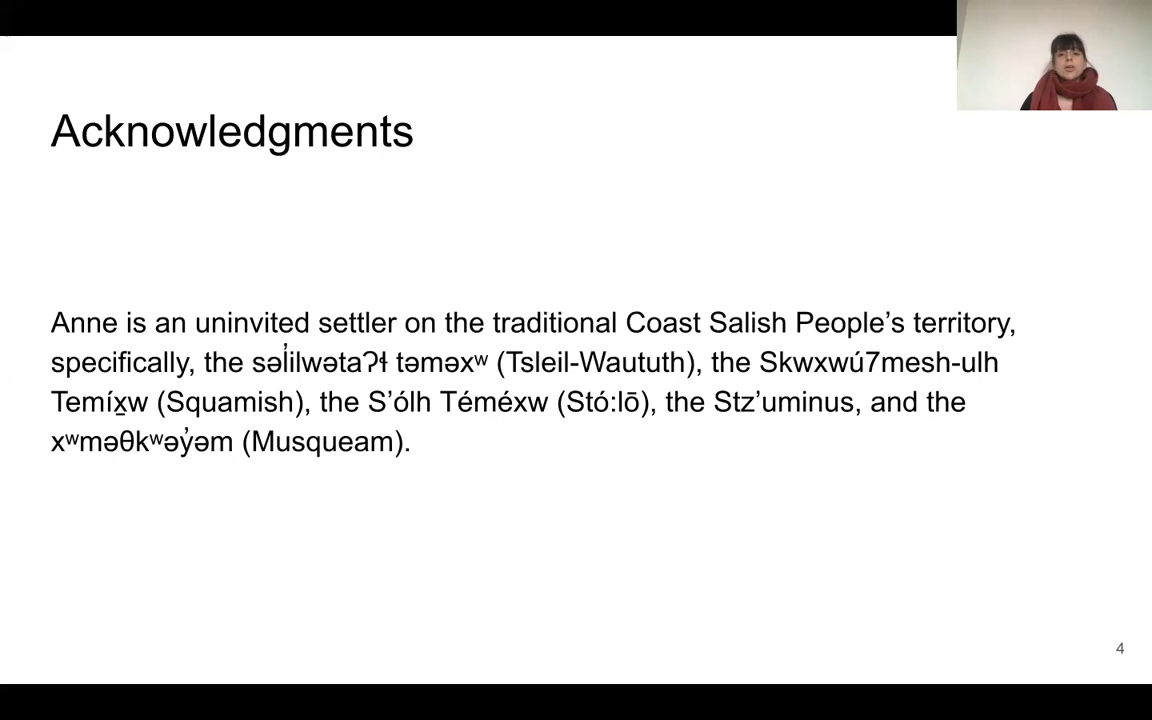 Acknowledgments
Anne is an uninvited settler on the traditional Coast Salish People’s territory,
specifically, the səl̓ilwətaɁɬ təməxʷ (Tsleil-Waututh), the Skwxwú7mesh-ulh
Temíx̱w (Squamish), the S’ólh Téméxw (Stó:lō), the Stz’uminus, and the
xʷməθkʷəy̓əm (Musqueam).
4